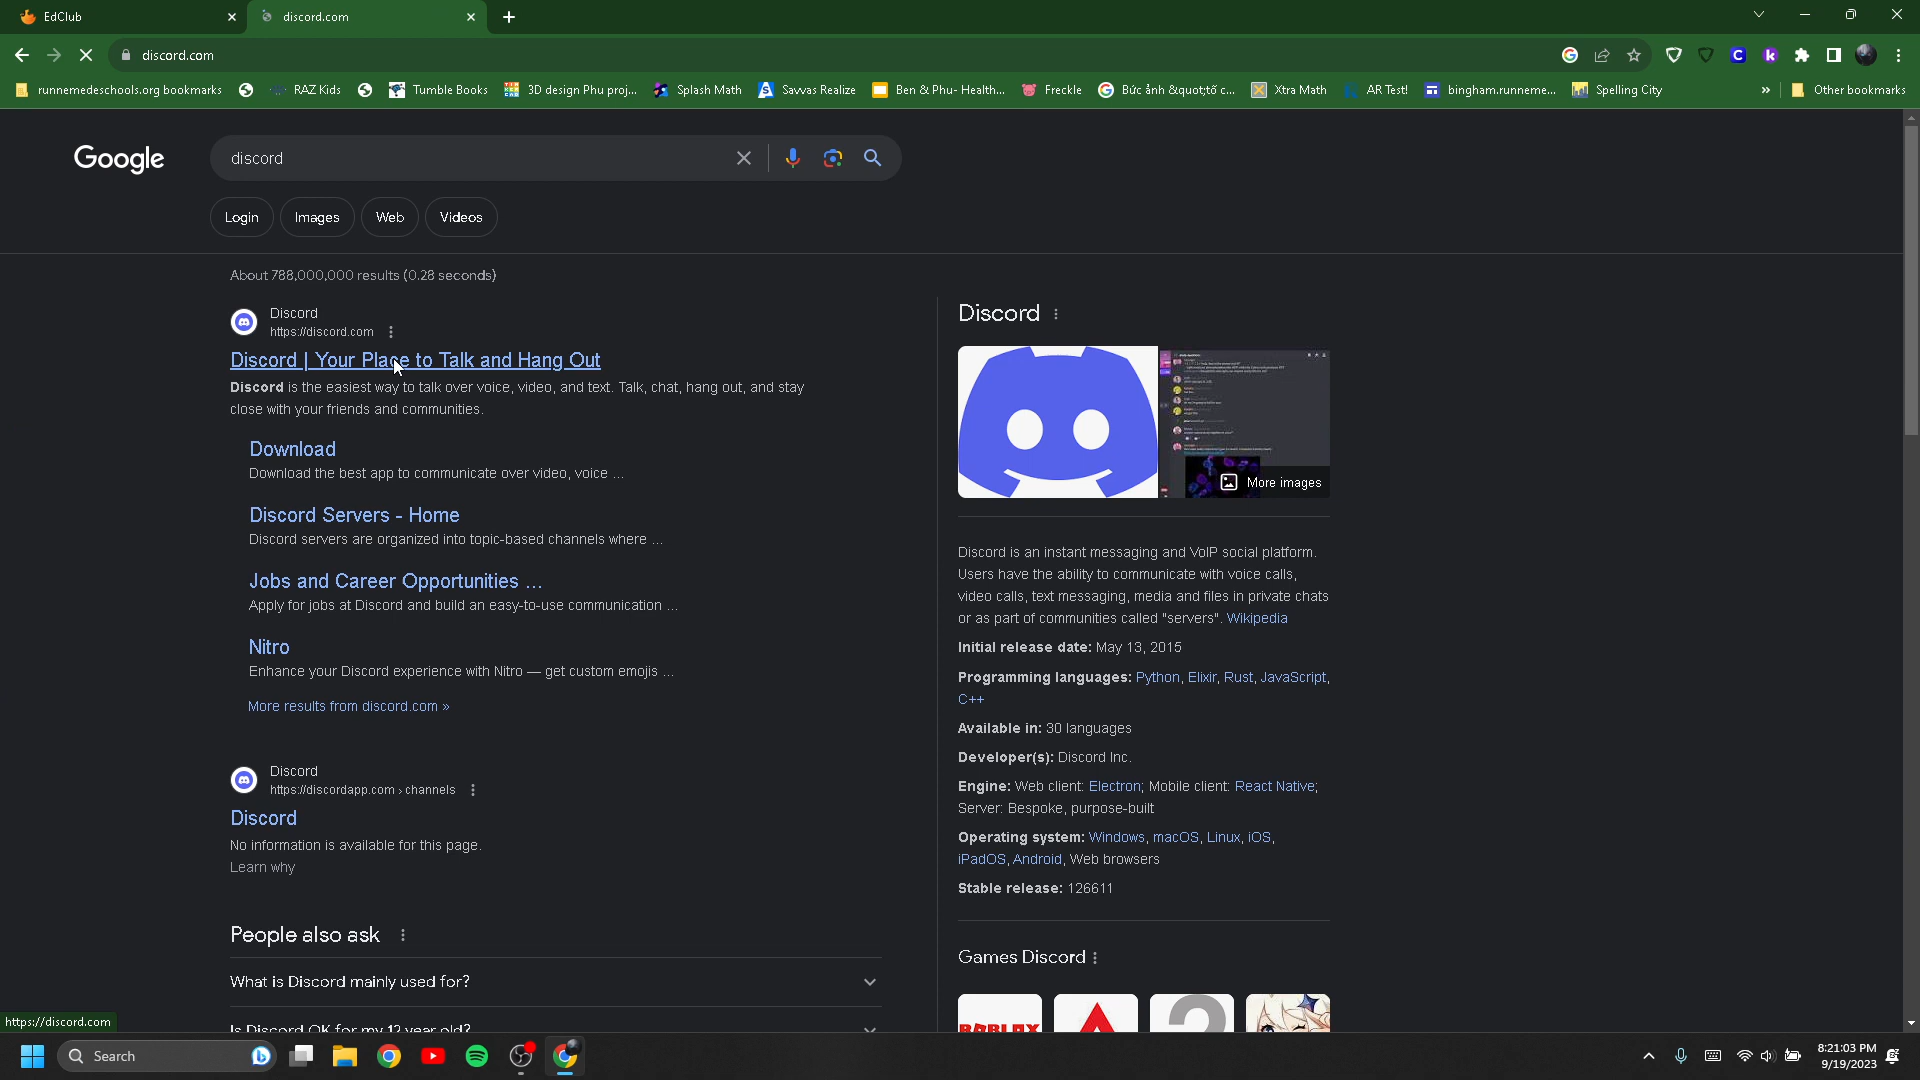 EdClub
discord.com
discord.com
runnemedeschools.org bookmarks
RAZ Kids
Tumble Books
3D design Phu proj...
Splash Math
Savvas Realize
Ben & Phu- Health...
Freckle
Bức ảnh &quot;tố c...
Xtra Math
AR Test!
bingham.runneme...
Spelling City
»
Other bookmarks
Google
discord
Login
Images
Web
Videos
About 788,000,000 results (0.28 seconds)
Discord
https://discord.com
Discord | Your Place to Talk and Hang Out
Discord is the easiest way to talk over voice, video, and text. Talk, chat, hang out, and stay
close with your friends and communities.
Download
Download the best app to communicate over video, voice ...
Discord Servers - Home
Discord servers are organized into topic-based channels where ...
Jobs and Career Opportunities ...
Apply for jobs at Discord and build an easy-to-use communication ...
Nitro
Enhance your Discord experience with Nitro — get custom emojis ...
More results from discord.com »
Discord
https://discordapp.com › channels
Discord
No information is available for this page.
Learn why
People also ask
What is Discord mainly used for?
Is Discord OK for my 12 year old?
Discord
More images
Discord is an instant messaging and VoIP social platform.
Users have the ability to communicate with voice calls,
video calls, text messaging, media and files in private chats
or as part of communities called "servers". Wikipedia
Initial release date: May 13, 2015
Programming languages: Python, Elixir, Rust, JavaScript,
C++
Available in: 30 languages
Developer(s): Discord Inc.
Engine: Web client: Electron; Mobile client: React Native;
Server: Bespoke, purpose-built
Operating system: Windows, macOS, Linux, iOS,
iPadOS, Android, Web browsers
Stable release: 126611
Games Discord
ROBLOX
https://discord.com
Search
8:21:03 PM
9/19/2023